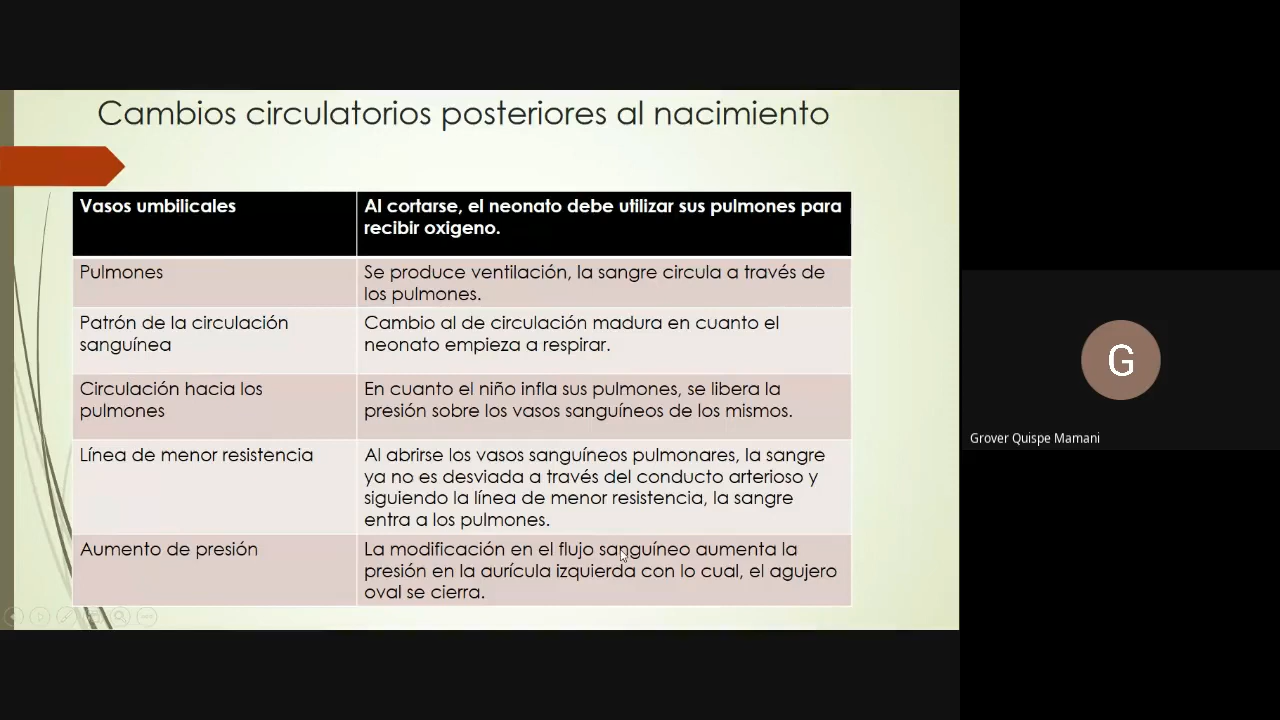 Cambios circulatorios posteriores al nacimiento
Vasos umbilicales
Al cortarse, el neonato debe utilizar sus pulmones para
recibir oxigeno.
Pulmones
Se produce ventilación, la sangre circula a través de
los pulmones.
Patrón de la circulación
sanguínea
Cambio al de circulación madura en cuanto el
neonato empieza a respirar.
Circulación hacia los
pulmones
En cuanto el niño infla sus pulmones, se libera la
presión sobre los vasos sanguíneos de los mismos.
Línea de menor resistencia
Al abrirse los vasos sanguíneos pulmonares, la sangre
ya no es desviada a través del conducto arterioso y
siguiendo la línea de menor resistencia, la sangre
entra a los pulmones.
Aumento de presión
La modificación en el flujo sanguíneo aumenta la
presión en la aurícula izquierda con lo cual, el agujero
oval se cierra.
G
Grover Quispe Mamani